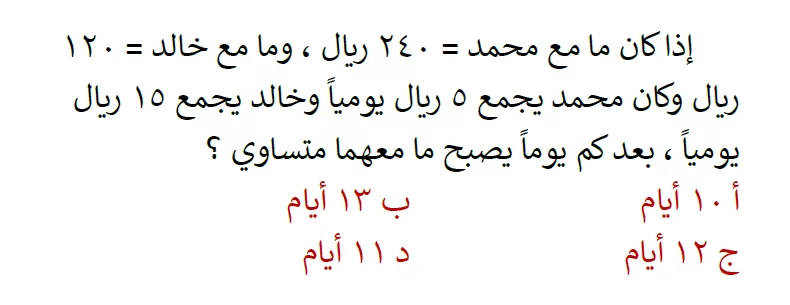 إذا كان ما مع محمد = ٢٤٠ ريال ، وما مع خالد = ١٢٠
ريال وكان محمد يجمع ٥ ريال يومياً وخالد يجمع ١٥ ريال
يومياً ، بعد كم يوماً يصبح ما معهما متساوي ؟
أ ١٠ أيام ب ١٣ أيام
ج ١٢ أيام د ١١ أيام